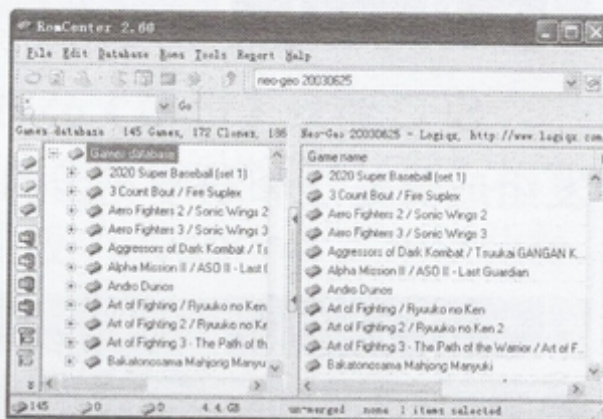 RomCenter 2.60
File Edit Database Roms Tools Report Help
neo-geo 20030625
*
Go
Games database : 145 Games, 172 Clones, 186
Neo-Geo 20030625 - Logiqx, http://www.logiqx.com
Games database
2020 Super Baseball (set 1)
3 Count Bout / Fire Suplex
Aero Fighters 2 / Sonic Wings 2
Aero Fighters 3 / Sonic Wings 3
Aggressors of Dark Kombat / Ts
Alpha Mission II / ASO II - Last G
Andro Dunos
Art of Fighting / Ryuuko no Ken
Art of Fighting 2 / Ryuuko no Ke
Art of Fighting 3 - The Path of th
Bakatonosama Mahjong Manyu
Game name
2020 Super Baseball (set 1)
3 Count Bout / Fire Suplex
Aero Fighters 2 / Sonic Wings 2
Aero Fighters 3 / Sonic Wings 3
Aggressors of Dark Kombat / Tsuukai GANGAN K...
Alpha Mission II / ASO II - Last Guardian
Andro Dunos
Art of Fighting / Ryuuko no Ken
Art of Fighting 2 / Ryuuko no Ken 2
Art of Fighting 3 - The Path of the Warrior / Art of F...
Bakatonosama Mahjong Manyuki
145 0 0 4.4 GB un-merged none 1 items selected